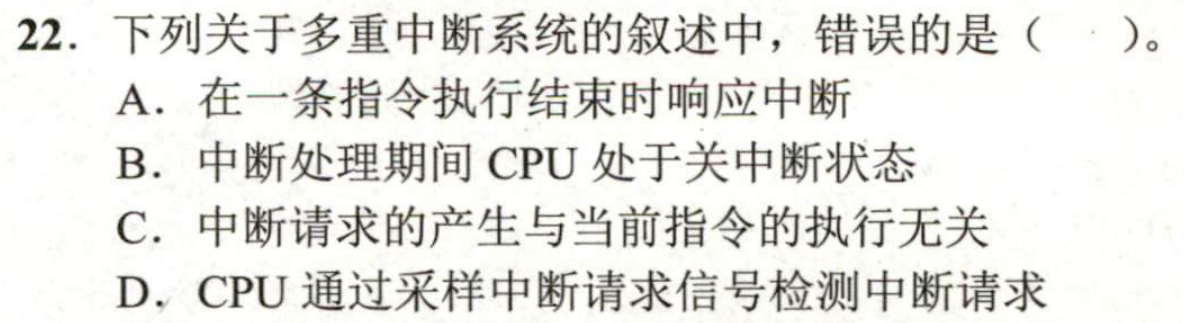 22. 下列关于多重中断系统的叙述中，错误的是（　　）。
A. 在一条指令执行结束时响应中断
B. 中断处理期间 CPU 处于关中断状态
C. 中断请求的产生与当前指令的执行无关
D. CPU 通过采样中断请求信号检测中断请求